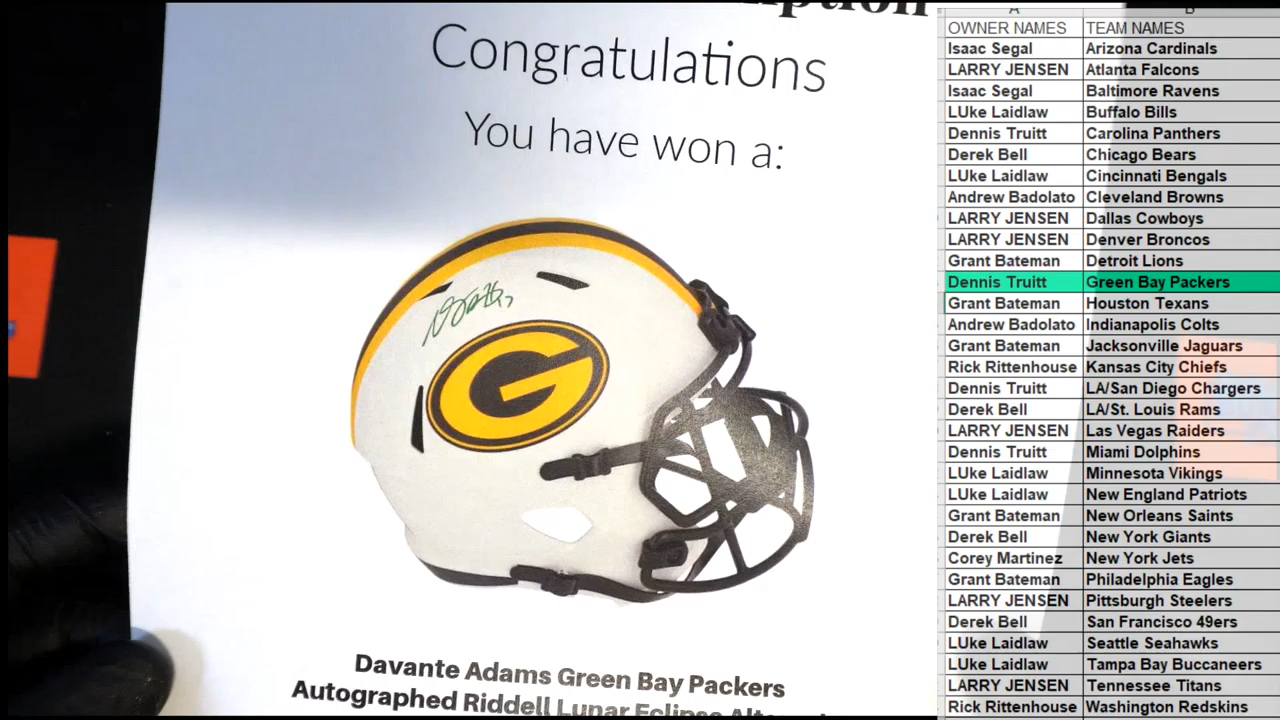 Congratulations
You have won a:
G
Davante Adams Green Bay Packers
Autographed Riddell Lunar Eclipse
OWNER NAMES TEAM NAMES
Isaac Segal Arizona Cardinals
LARRY JENSEN Atlanta Falcons
Isaac Segal Baltimore Ravens
LUke Laidlaw Buffalo Bills
Dennis Truitt Carolina Panthers
Derek Bell Chicago Bears
LUke Laidlaw Cincinnati Bengals
Andrew Badolato Cleveland Browns
LARRY JENSEN Dallas Cowboys
LARRY JENSEN Denver Broncos
Grant Bateman Detroit Lions
Dennis Truitt Green Bay Packers
Grant Bateman Houston Texans
Andrew Badolato Indianapolis Colts
Grant Bateman Jacksonville Jaguars
Rick Rittenhouse Kansas City Chiefs
Dennis Truitt LA/San Diego Chargers
Derek Bell LA/St. Louis Rams
LARRY JENSEN Las Vegas Raiders
Dennis Truitt Miami Dolphins
LUke Laidlaw Minnesota Vikings
LUke Laidlaw New England Patriots
Grant Bateman New Orleans Saints
Derek Bell New York Giants
Corey Martinez New York Jets
Grant Bateman Philadelphia Eagles
LARRY JENSEN Pittsburgh Steelers
Derek Bell San Francisco 49ers
LUke Laidlaw Seattle Seahawks
LUke Laidlaw Tampa Bay Buccaneers
LARRY JENSEN Tennessee Titans
Rick Rittenhouse Washington Redskins